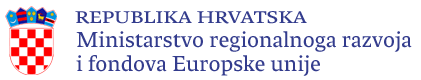 REPUBLIKA HRVATSKA
Ministarstvo regionalnoga razvoja
i fondova Europske unije